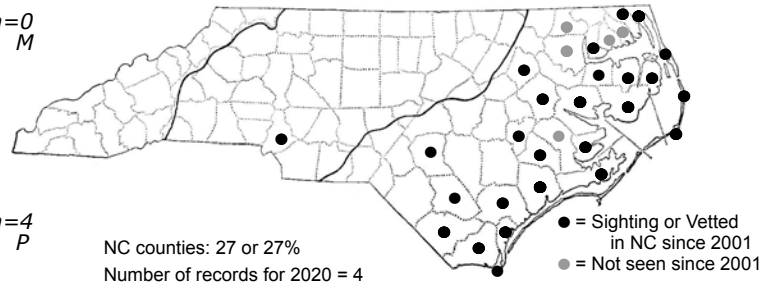 n=0
M
n=4
P
NC counties: 27 or 27%
Number of records for 2020 = 4
= Sighting or Vetted
in NC since 2001
= Not seen since 2001